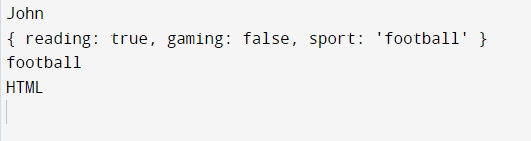 John
{ reading: true, gaming: false, sport: 'football' }
football
HTML